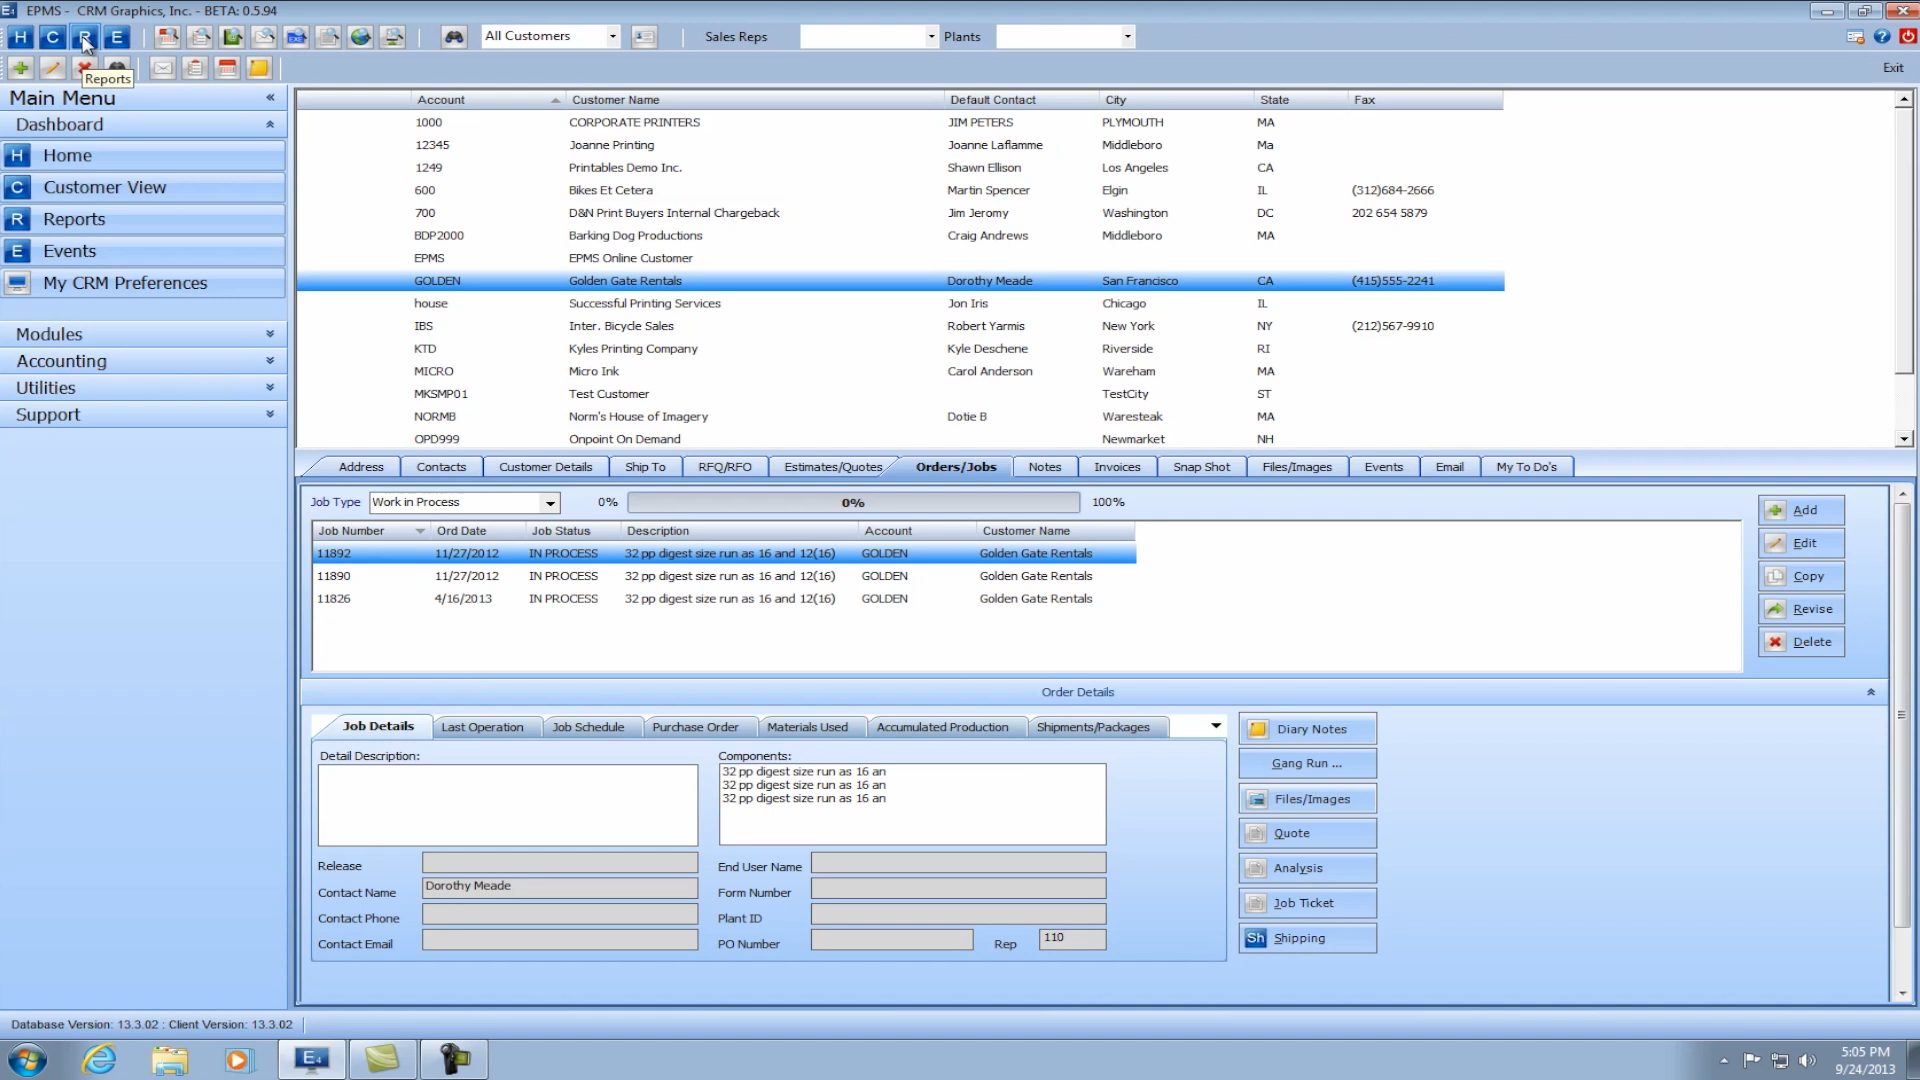 EPMS - CRM Graphics, Inc. - BETA: 0.5.94
H C R E All Customers Sales Reps Plants
Reports Exit
Main Menu
Dashboard
H Home
C Customer View
R Reports
E Events
My CRM Preferences
Modules
Accounting
Utilities
Support
Account Customer Name Default Contact City State Fax
1000 CORPORATE PRINTERS JIM PETERS PLYMOUTH MA
12345 Joanne Printing Joanne Laflamme Middleboro Ma
1249 Printables Demo Inc. Shawn Ellison Los Angeles CA
600 Bikes Et Cetera Martin Spencer Elgin IL (312)684-2666
700 D&N Print Buyers Internal Chargeback Jim Jeromy Washington DC 202 654 5879
BDP2000 Barking Dog Productions Craig Andrews Middleboro MA
EPMS EPMS Online Customer
GOLDEN Golden Gate Rentals Dorothy Meade San Francisco CA (415)555-2241
house Successful Printing Services Jon Iris Chicago IL
IBS Inter. Bicycle Sales Robert Yarmis New York NY (212)567-9910
KTD Kyles Printing Company Kyle Deschene Riverside RI
MICRO Micro Ink Carol Anderson Wareham MA
MKSMP01 Test Customer TestCity ST
NORMB Norm's House of Imagery Dotie B Waresteak MA
OPD999 Onpoint On Demand Newmarket NH
Address Contacts Customer Details Ship To RFQ/RFO Estimates/Quotes Orders/Jobs Notes Invoices Snap Shot Files/Images Events Email My To Do's
Job Type Work in Process 0% 0% 100%
Job Number Ord Date Job Status Description Account Customer Name
11892 11/27/2012 IN PROCESS 32 pp digest size run as 16 and 12(16) GOLDEN Golden Gate Rentals
11890 11/27/2012 IN PROCESS 32 pp digest size run as 16 and 12(16) GOLDEN Golden Gate Rentals
11826 4/16/2013 IN PROCESS 32 pp digest size run as 16 and 12(16) GOLDEN Golden Gate Rentals
Add
Edit
Copy
Revise
Delete
Order Details
Job Details Last Operation Job Schedule Purchase Order Materials Used Accumulated Production Shipments/Packages
Detail Description:
Components:
32 pp digest size run as 16 an
32 pp digest size run as 16 an
32 pp digest size run as 16 an
Release End User Name
Contact Name Dorothy Meade Form Number
Contact Phone Plant ID
Contact Email PO Number Rep 110
Diary Notes
Gang Run ...
Files/Images
Quote
Analysis
Job Ticket
Sh Shipping
Database Version: 13.3.02 : Client Version: 13.3.02
E4
5:05 PM
9/24/2013